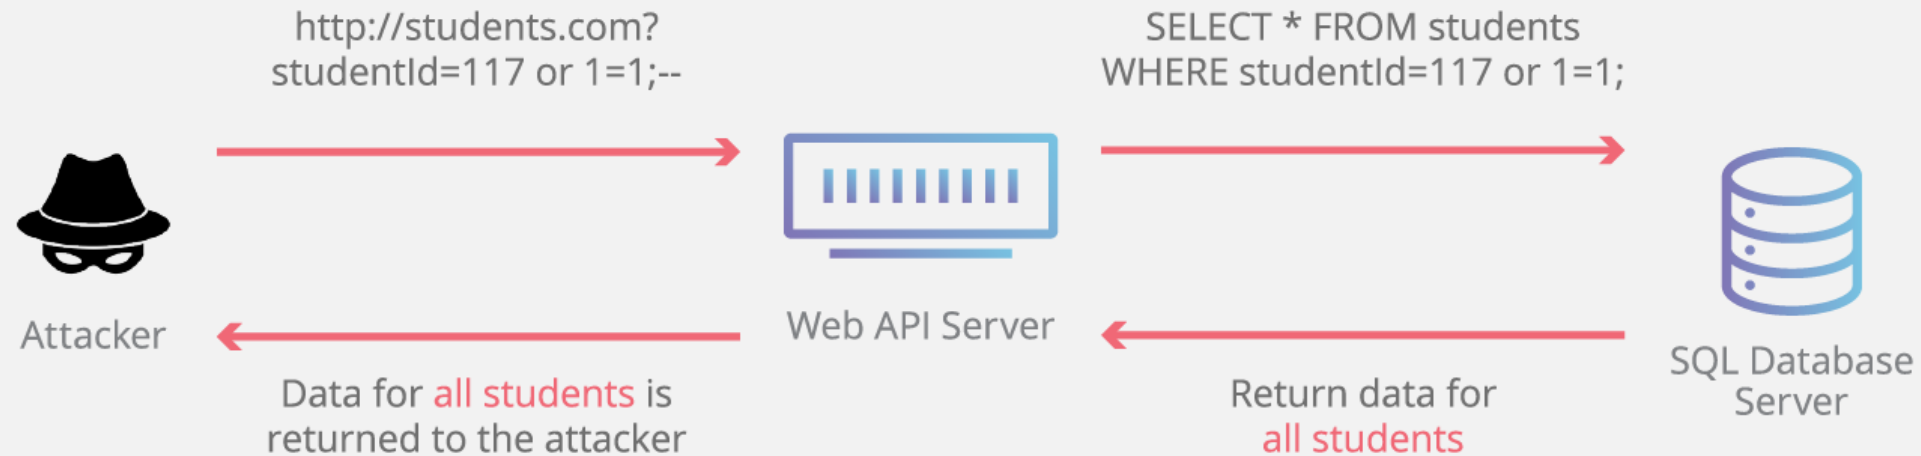 http://students.com?
studentId=117 or 1=1;--
SELECT * FROM students
WHERE studentId=117 or 1=1;
Attacker
Web API Server
SQL Database
Server
Data for all students is
returned to the attacker
Return data for
all students